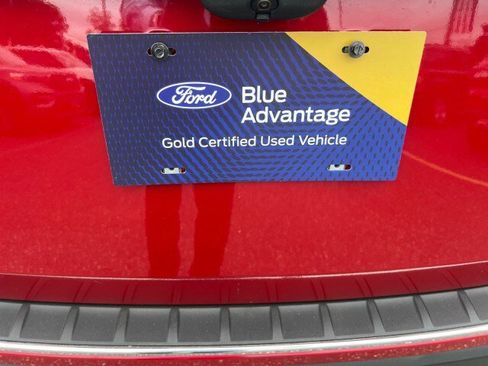 Ford
Blue
Advantage
Gold Certified Used Vehicle